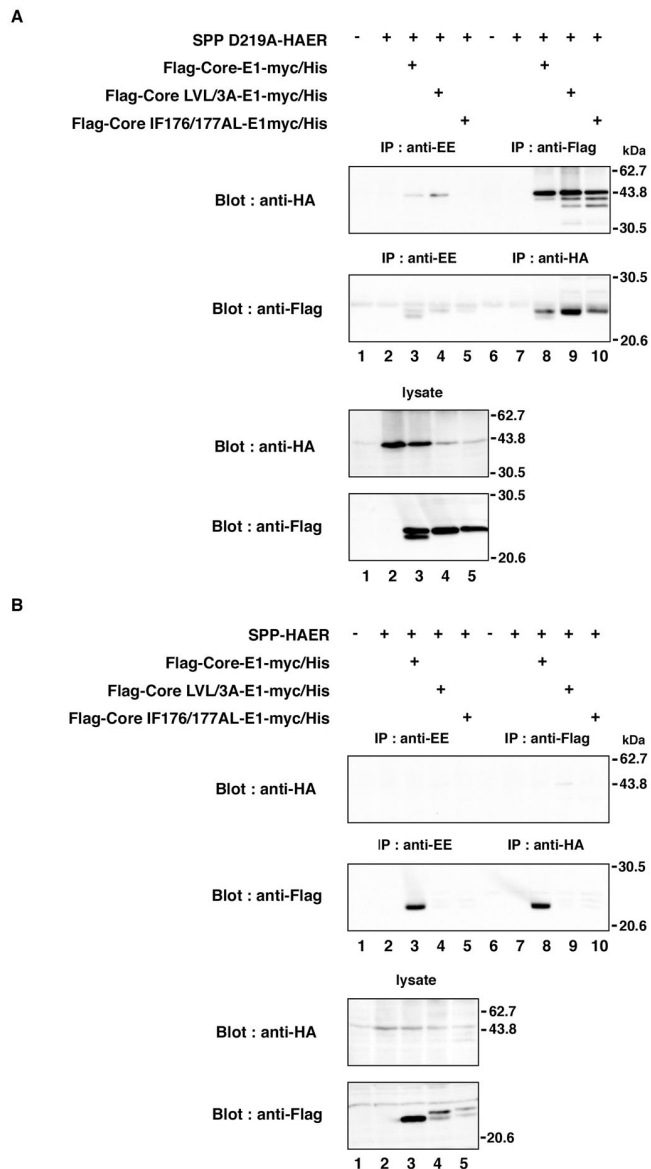 A
SPP D219A-HAER - + + + + - + + + +
Flag-Core-E1-myc/His + +
Flag-Core LVL/3A-E1-myc/His + +
Flag-Core IF176/177AL-E1myc/His + +
IP : anti-EE IP : anti-Flag kDa
Blot : anti-HA -62.7
-43.8
-30.5
IP : anti-EE IP : anti-HA
Blot : anti-Flag -30.5
-20.6
1 2 3 4 5 6 7 8 9 10
lysate
Blot : anti-HA -62.7
-43.8
-30.5
Blot : anti-Flag -30.5
-20.6
1 2 3 4 5
B
SPP-HAER - + + + + - + + + +
Flag-Core-E1-myc/His + +
Flag-Core LVL/3A-E1-myc/His + +
Flag-Core IF176/177AL-E1-myc/His + +
IP : anti-EE IP : anti-Flag kDa
Blot : anti-HA -62.7
-43.8
IP : anti-EE IP : anti-HA
Blot : anti-Flag -30.5
-20.6
1 2 3 4 5 6 7 8 9 10
lysate
Blot : anti-HA -62.7
-43.8
Blot : anti-Flag -20.6
1 2 3 4 5